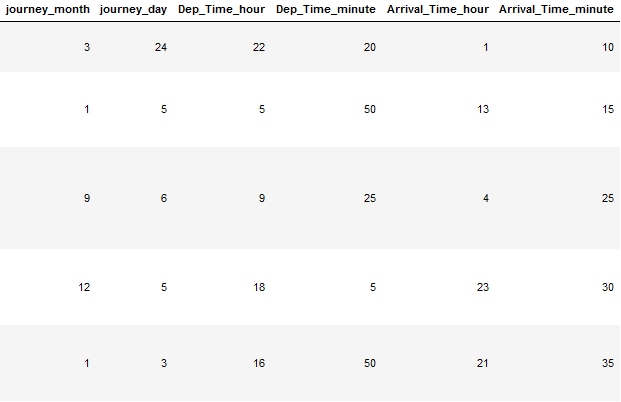 journey_month journey_day Dep_Time_hour Dep_Time_minute Arrival_Time_hour Arrival_Time_minute
3 24 22 20 1 10
1 5 5 50 13 15
9 6 9 25 4 25
12 5 18 5 23 30
1 3 16 50 21 35